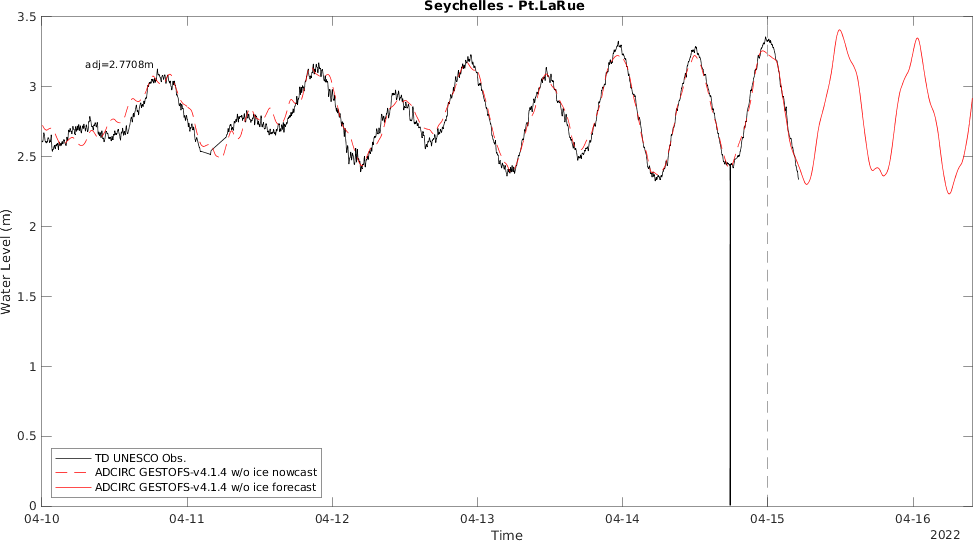 Seychelles - Pt.LaRue
3.5
adj=2.7708m
3
2.5
2
Water Level (m)
1.5
1
0.5
TD UNESCO Obs.
ADCIRC GESTOFS-v4.1.4 w/o ice nowcast
ADCIRC GESTOFS-v4.1.4 w/o ice forecast
0
04-10 04-11 04-12 04-13 04-14 04-15 04-16
Time
2022